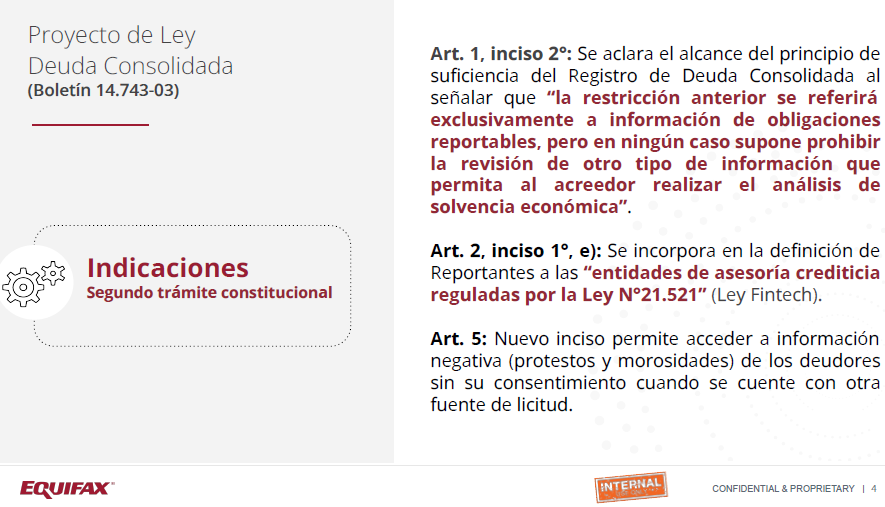 Proyecto de Ley
Deuda Consolidada
(Boletín 14.743-03)
Indicaciones
Segundo trámite constitucional
Art. 1, inciso 2°: Se aclara el alcance del principio de
suficiencia del Registro de Deuda Consolidada al
señalar que “la restricción anterior se referirá
exclusivamente a información de obligaciones
reportables, pero en ningún caso supone prohibir
la revisión de otro tipo de información que
permita al acreedor realizar el análisis de
solvencia económica”.
Art. 2, inciso 1°, e): Se incorpora en la definición de
Reportantes a las “entidades de asesoría crediticia
reguladas por la Ley N°21.521” (Ley Fintech).
Art. 5: Nuevo inciso permite acceder a información
negativa (protestos y morosidades) de los deudores
sin su consentimiento cuando se cuente con otra
fuente de licitud.
EQUIFAX
INTERNAL
CONFIDENTIAL & PROPRIETARY | 4